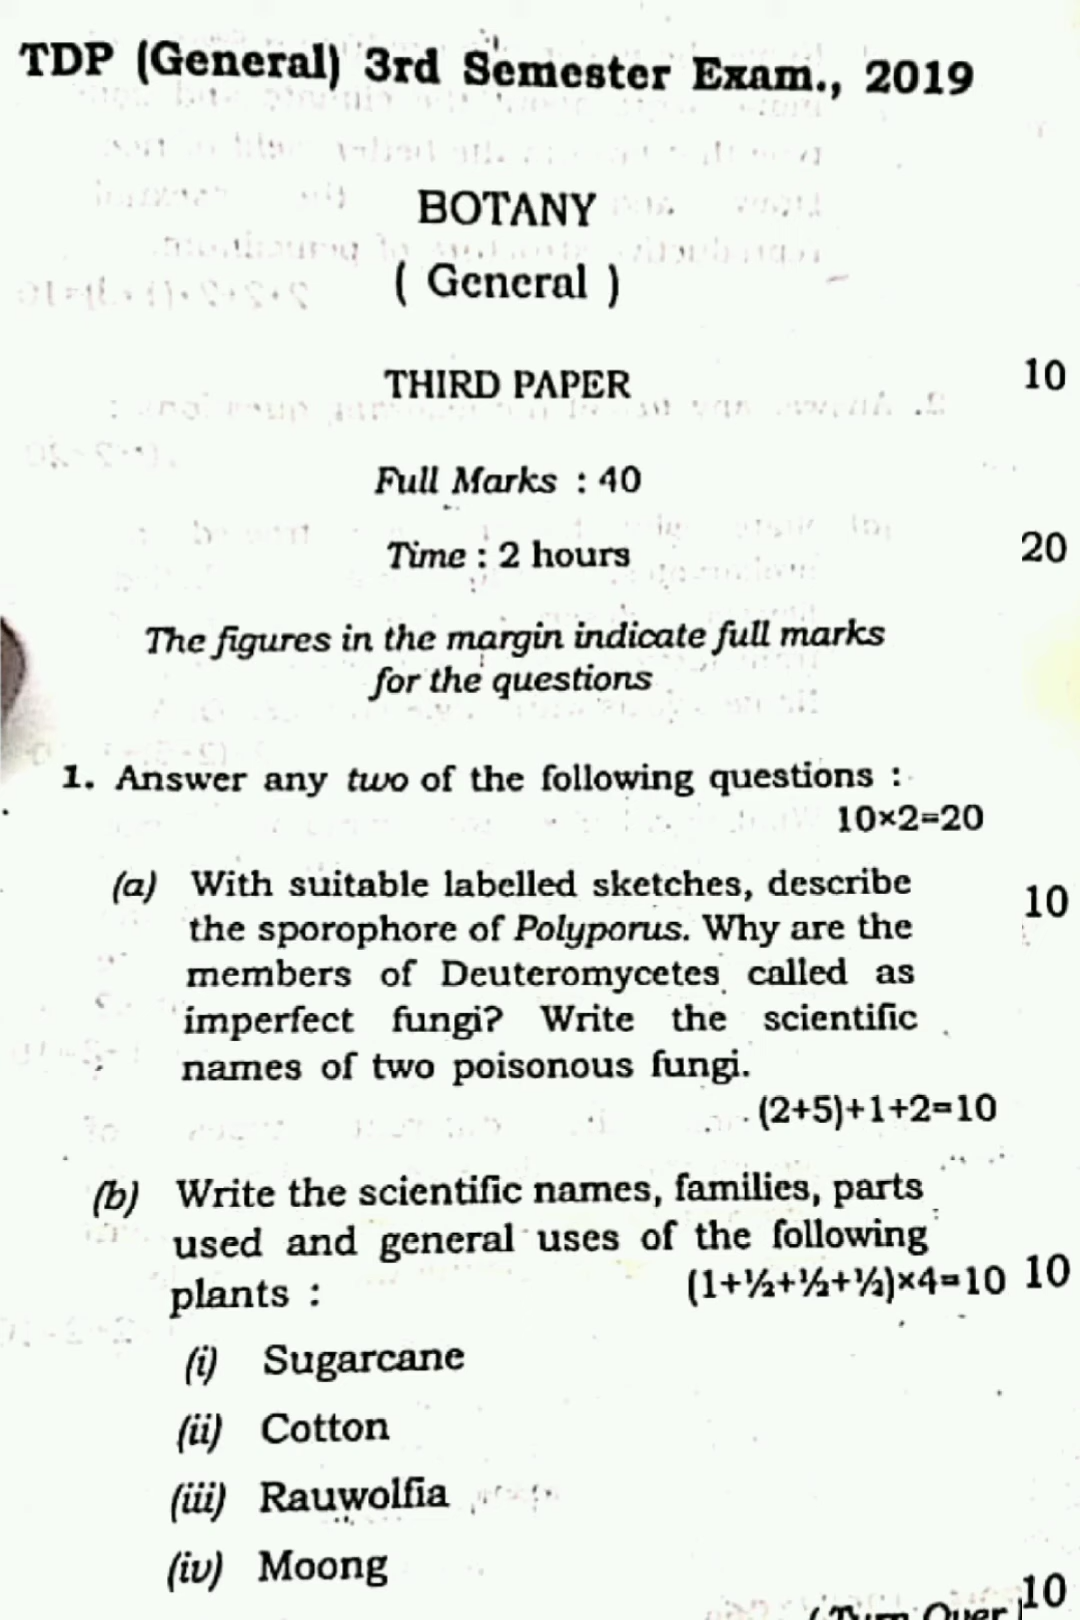 TDP (General) 3rd Semester Exam., 2019
BOTANY
( General )
THIRD PAPER
10
Full Marks : 40
Time : 2 hours
20
The figures in the margin indicate full marks
for the questions
1. Answer any two of the following questions :
10×2=20
(a) With suitable labelled sketches, describe
10
the sporophore of Polyporus. Why are the
members of Deuteromycetes called as
imperfect fungi? Write the scientific
names of two poisonous fungi.
(2+5)+1+2=10
(b) Write the scientific names, families, parts
used and general uses of the following
plants : (1+½+½+½)×4=10
10
(i) Sugarcane
(ii) Cotton
(iii) Rauwolfia
(iv) Moong
10
( Turn Over